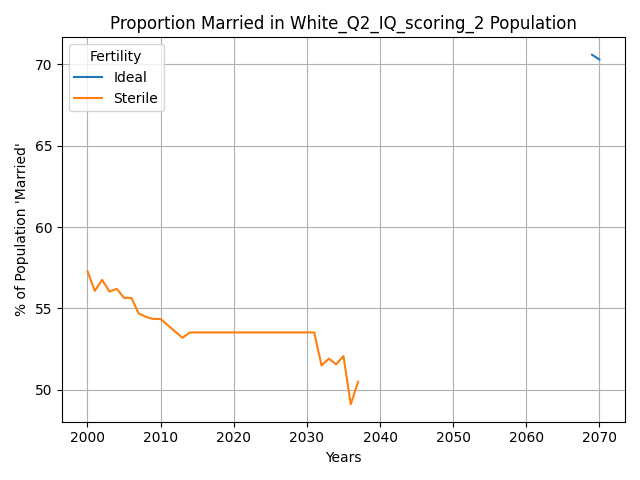 Proportion Married in White_Q2_IQ_scoring_2 Population
Fertility
Ideal
Sterile
% of Population 'Married'
70
65
60
55
50
2000 2010 2020 2030 2040 2050 2060 2070
Years